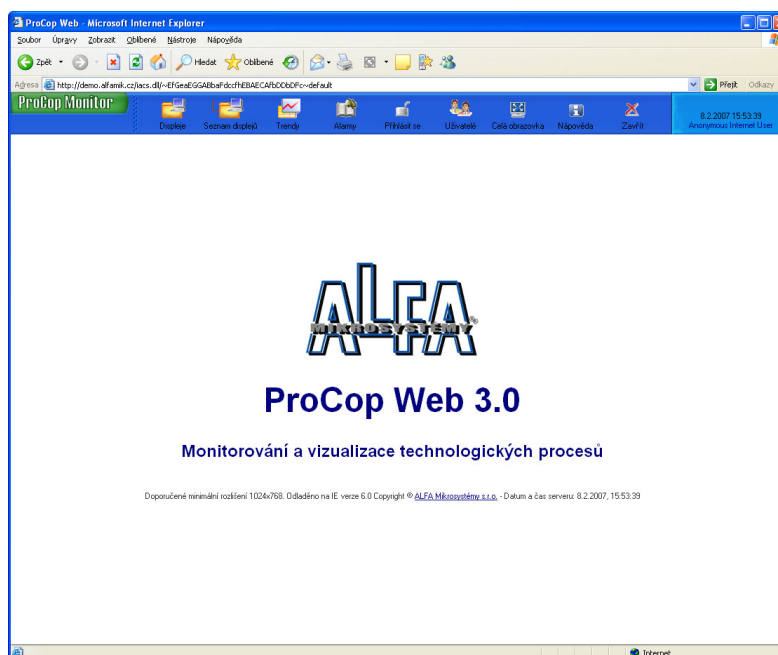 ProCop Web - Microsoft Internet Explorer
Soubor Úpravy Zobrazit Oblíbené Nástroje Nápověda
Zpět Hledat Oblíbené
Adresa http://demo.alfamik.cz/iacs.dll/~EfGeaEGGABbaFdccfhEBAECAfbDDbDFc~default Přejít Odkazy
ProCop Monitor
Displeje Seznam displejů Trendy Alarmy Přihlásit se Uživatelé Celá obrazovka Nápověda Zavřít
8.2.2007 15:53:39
Anonymous Internet User
ALFA
MIKROSYSTÉMY ®
ProCop Web 3.0
Monitorování a vizualizace technologických procesů
Doporučené minimální rozlišení 1024x768. Odladěno na IE verze 6.0 Copyright © ALFA Mikrosystémy s.r.o. - Datum a čas serveru: 8.2.2007, 15:53:39
Internet